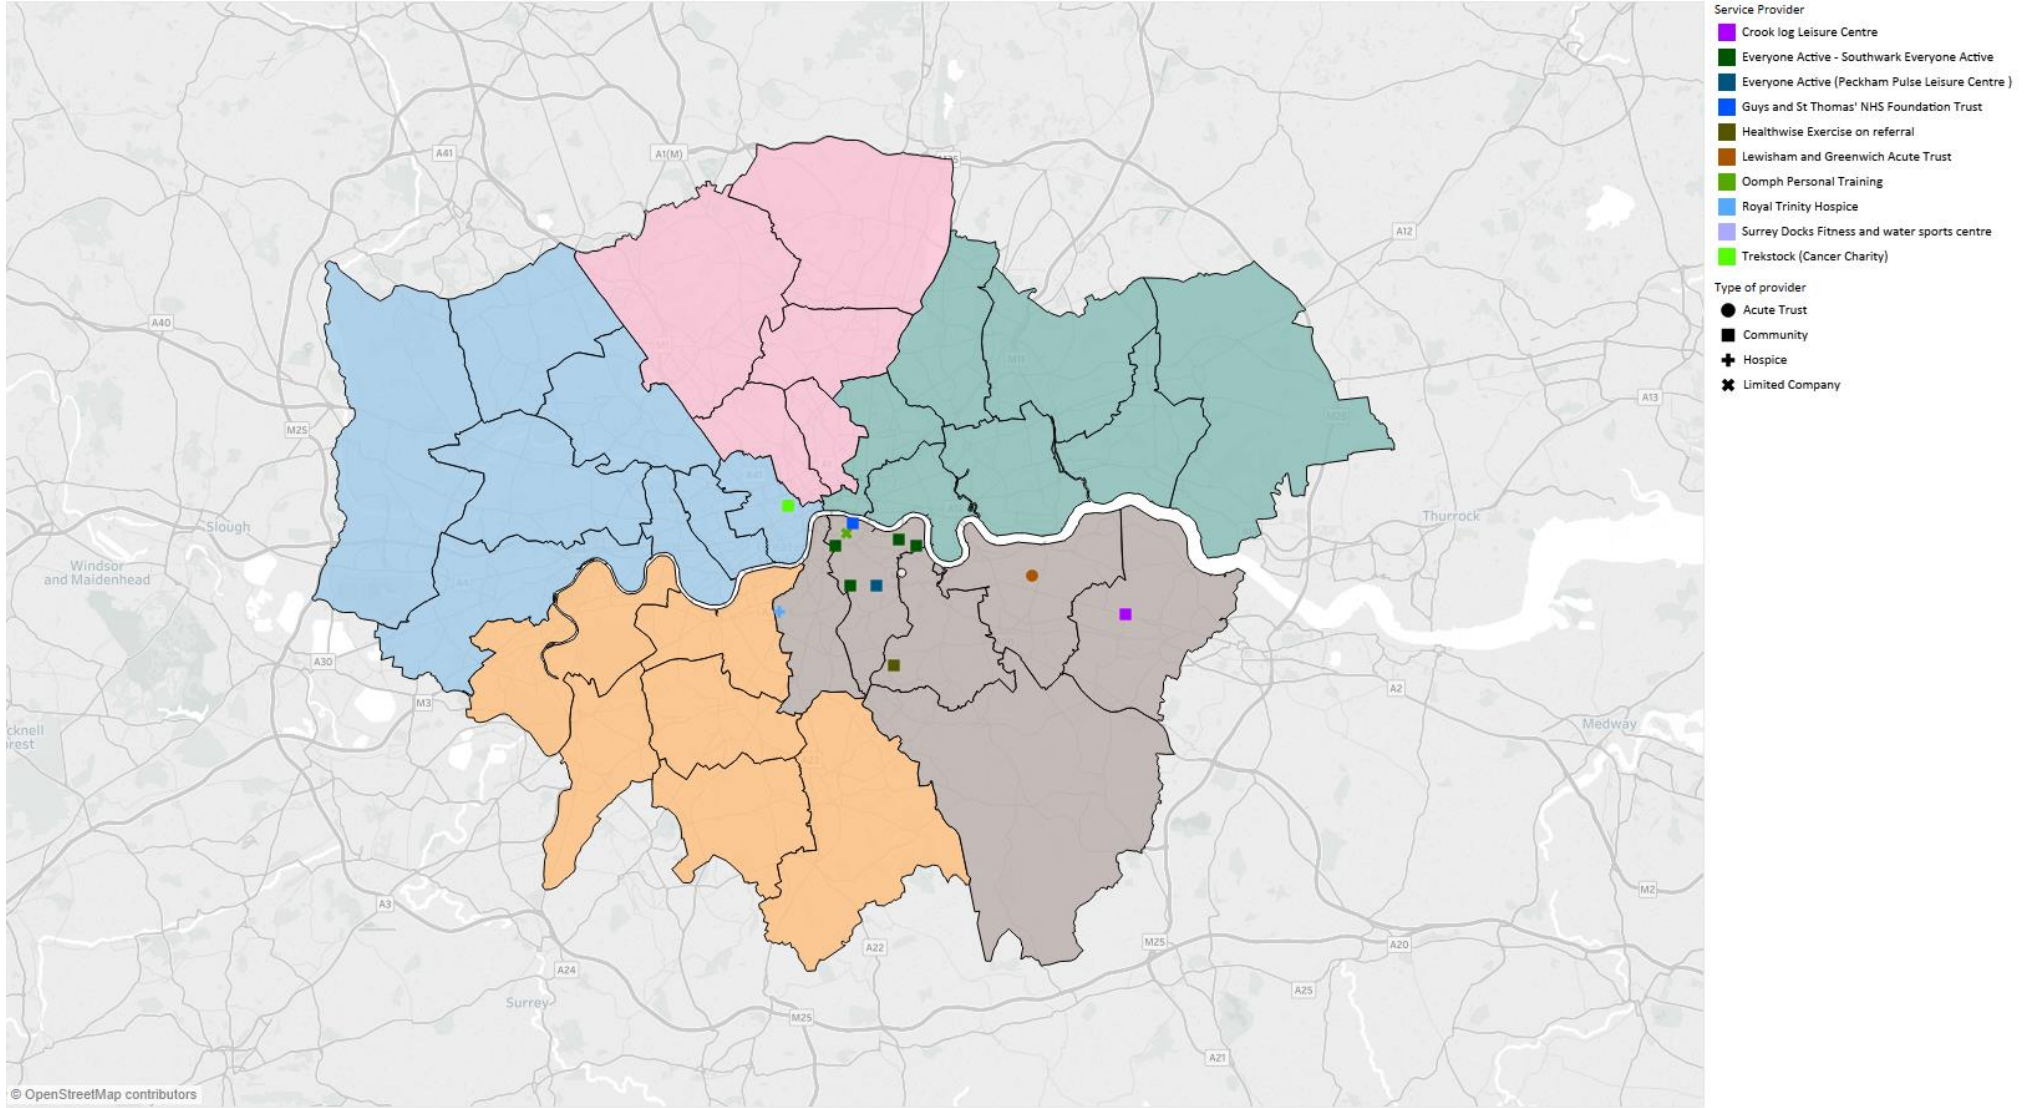 A41
A1(M)
A12
A40
M25
A13
Slough
Thurrock
Windsor
and Maidenhead
A30
A2
M3
Medway
A3
M2
A22
M25
A20
A24
A25
Surrey
M25
A21
© OpenStreetMap contributors
Service Provider
Crook log Leisure Centre
Everyone Active - Southwark Everyone Active
Everyone Active (Peckham Pulse Leisure Centre )
Guys and St Thomas' NHS Foundation Trust
Healthwise Exercise on referral
Lewisham and Greenwich Acute Trust
Oomph Personal Training
Royal Trinity Hospice
Surrey Docks Fitness and water sports centre
Trekstock (Cancer Charity)
Type of provider
Acute Trust
Community
Hospice
Limited Company